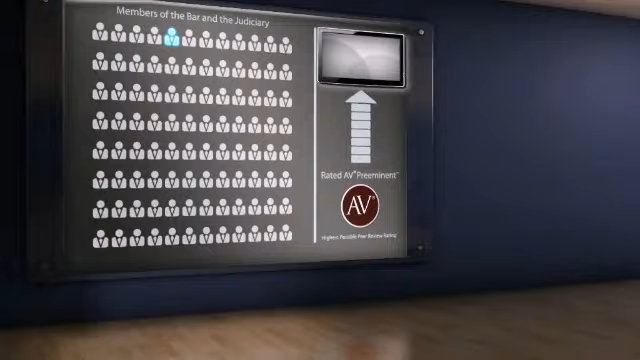 Members of the Bar and the Judiciary
Rated AV® Preeminent™
AV®
Highest Possible Peer Review Rating